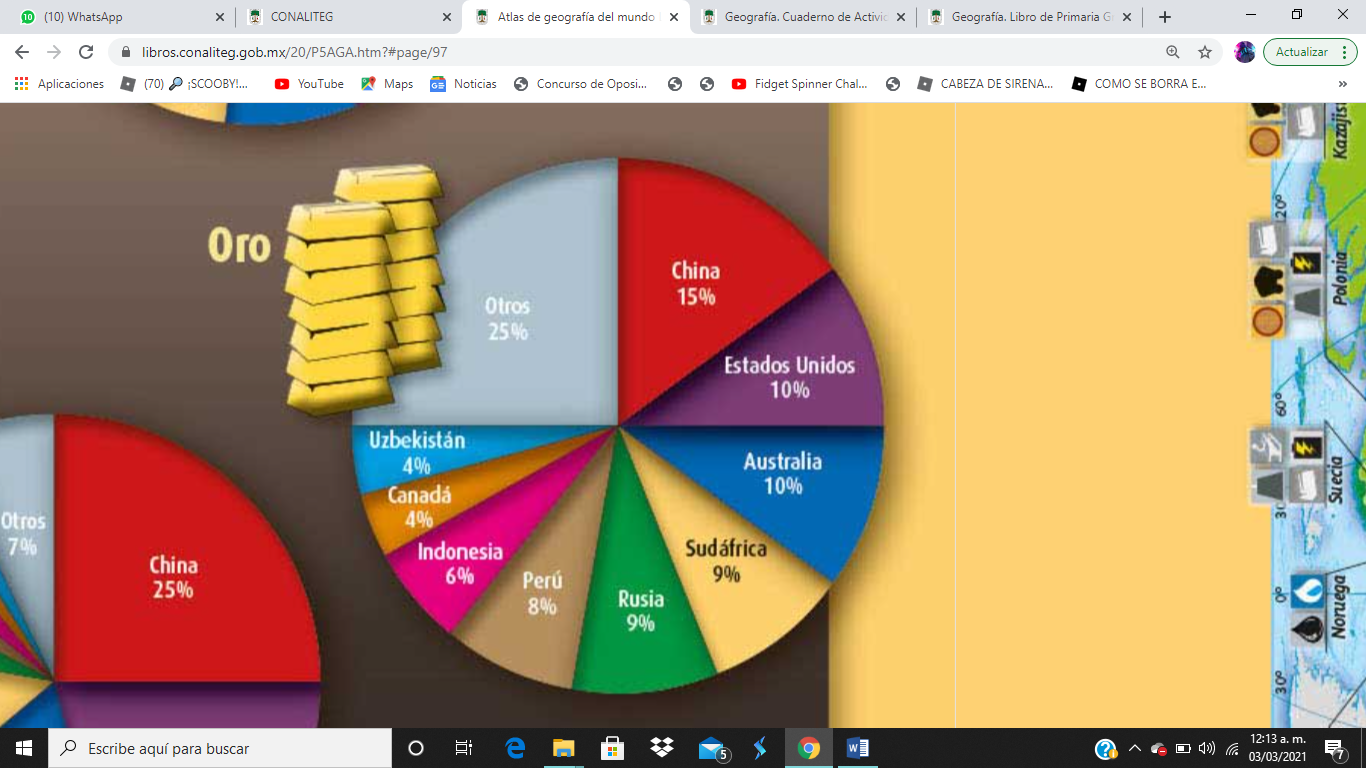 (10) WhatsApp
CONALITEG
Atlas de geografía del mundo
Geografía. Cuaderno de Activic
Geografía. Libro de Primaria G
libros.conaliteg.gob.mx/20/P5AGA.htm?#page/97
Actualizar
Aplicaciones
(70) 🔎 ¡SCOOBY!...
YouTube
Maps
Noticias
Concurso de Oposi...
Fidget Spinner Chal...
CABEZA DE SIRENA...
COMO SE BORRA E...
»
Oro
Otros
25%
China
15%
Estados Unidos
10%
Australia
10%
Sudáfrica
9%
Rusia
9%
Perú
8%
Indonesia
6%
Canadá
4%
Uzbekistán
4%
Otros
7%
China
25%
Kazajis
120°
Polonia
60°
Suecia
30
0°
Noruega
30°
Escribe aquí para buscar
5
12:13 a. m.
03/03/2021
7